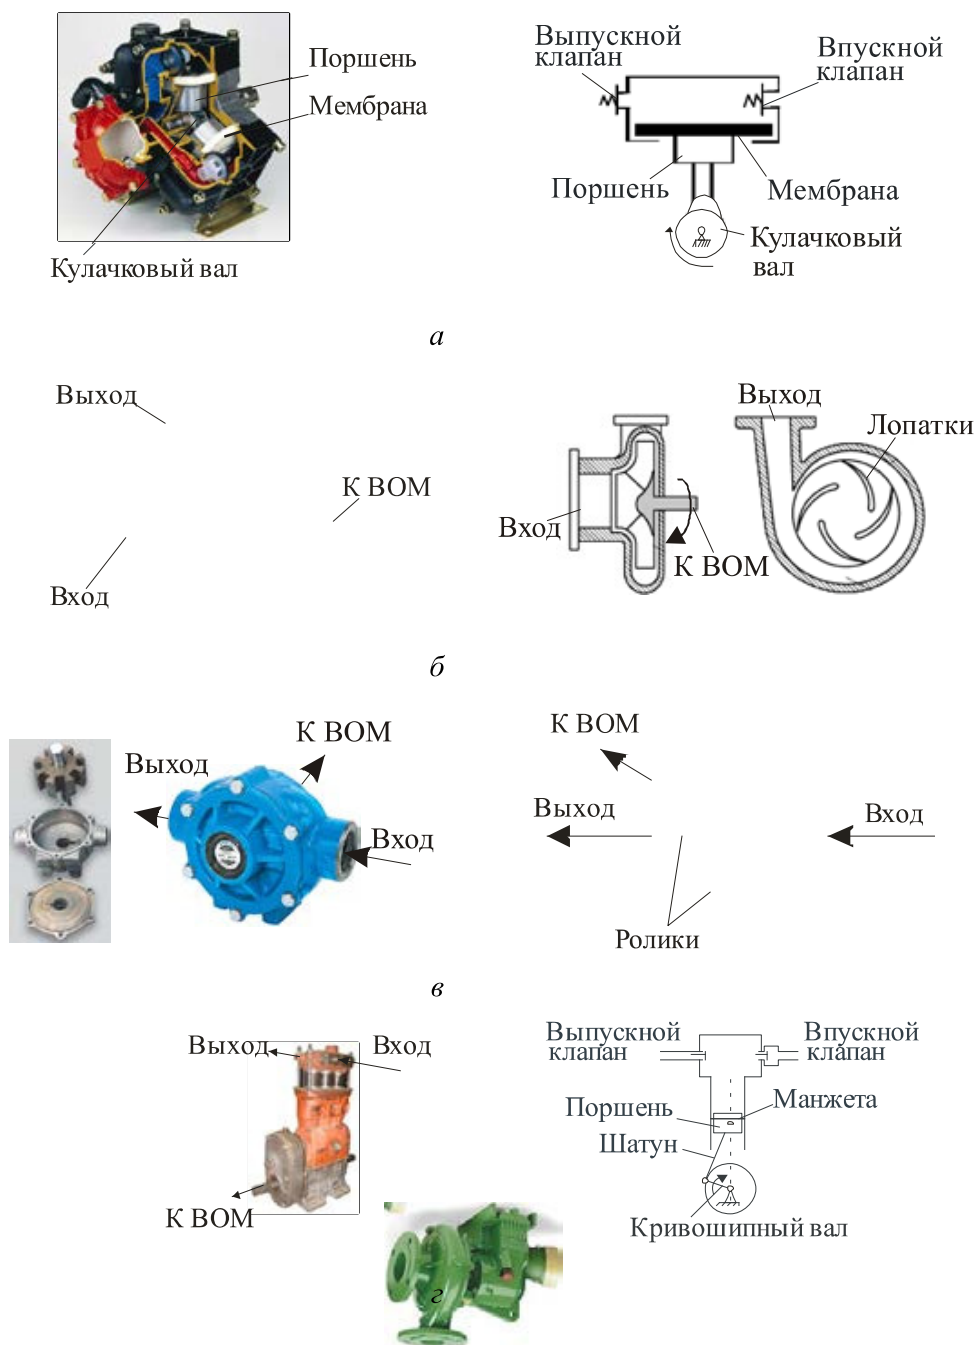 Поршень
Мембрана
Кулачковый вал
Выпускной
клапан
Впускной
клапан
Поршень
Мембрана
Кулачковый
вал
а
Выход
К ВОМ
Вход
Вход
К ВОМ
Выход
Лопатки
б
Выход
К ВОМ
Вход
К ВОМ
Выход
Вход
Ролики
в
Выход
Вход
К ВОМ
Выпускной
клапан
Впускной
клапан
Поршень
Манжета
Шатун
Кривошипный вал
г